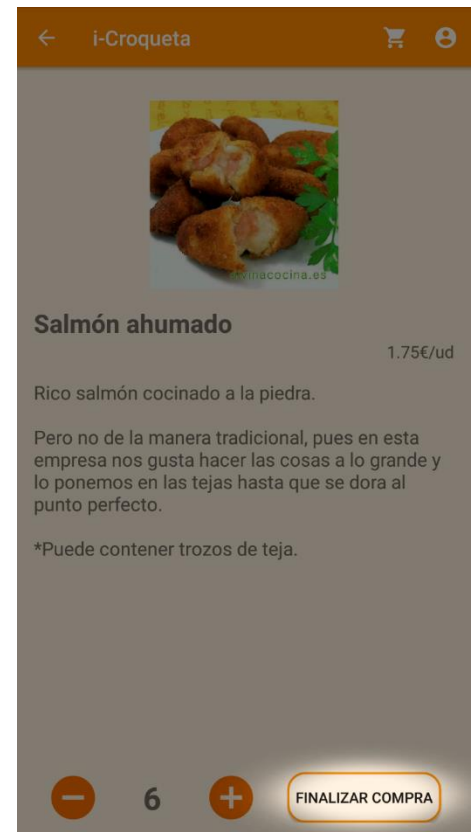 i-Croqueta
Salmón ahumado
1.75€/ud
Rico salmón cocinado a la piedra.
Pero no de la manera tradicional, pues en esta
empresa nos gusta hacer las cosas a lo grande y
lo ponemos en las tejas hasta que se dora al
punto perfecto.
*Puede contener trozos de teja.
6
FINALIZAR COMPRA